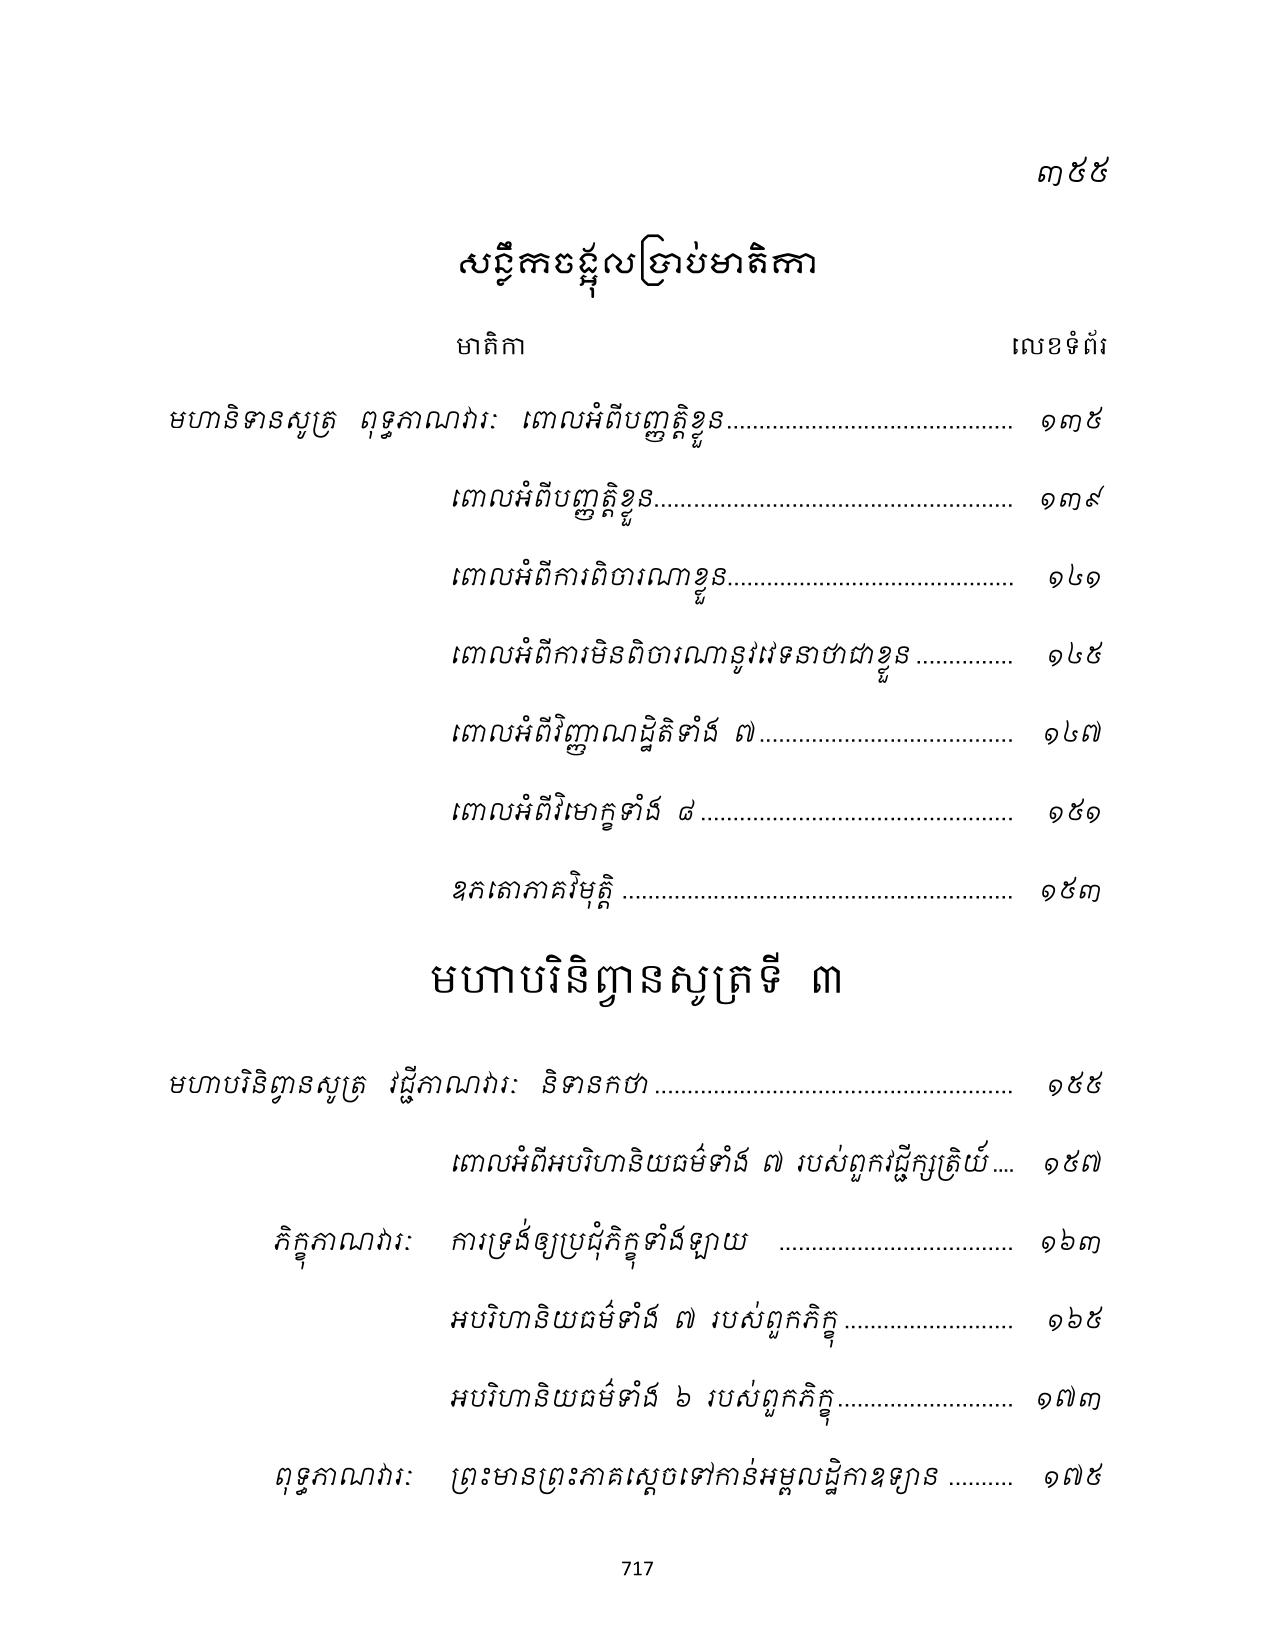 ៣៥៥
សន្លឹកចង្អុលប្រាប់មាតិកា
មាតិកា លេខទំព័រ
មហានិទានសូត្រ ពុទ្ធភាណវារៈ ពោលអំពីបញ្ញត្តិខ្លួន............................................ ១៣៥
ពោលអំពីបញ្ញត្តិខ្លួន....................................................... ១៣៩
ពោលអំពីការពិចារណាខ្លួន............................................ ១៤១
ពោលអំពីការមិនពិចារណានូវវេទនាថាជាខ្លួន ............... ១៤៥
ពោលអំពីវិញ្ញាណដ្ឋិតិទាំង ៧ ....................................... ១៤៧
ពោលអំពីវិមោក្ខទាំង ៨ ................................................ ១៥១
ឧភតោភាគវិមុត្តិ ............................................................ ១៥៣
មហាបរិនិព្វានសូត្រទី ៣
មហាបរិនិព្វានសូត្រ វជ្ជីភាណវារៈ និទានកថា ....................................................... ១៥៥
ពោលអំពីអបរិហានិយធម៌ទាំង ៧ របស់ពួកវជ្ជីក្សត្រិយ៍ .... ១៥៧
ភិក្ខុភាណវារៈ ការទ្រង់ឲ្យប្រជុំភិក្ខុទាំងឡាយ .................................... ១៦៣
អបរិហានិយធម៌ទាំង ៧ របស់ពួកភិក្ខុ .......................... ១៦៥
អបរិហានិយធម៌ទាំង ៦ របស់ពួកភិក្ខុ........................... ១៧៣
ពុទ្ធភាណវារៈ ព្រះមានព្រះភាគស្តេចទៅកាន់អម្ពលដ្ឋិកាឧទ្យាន .......... ១៧៥
717